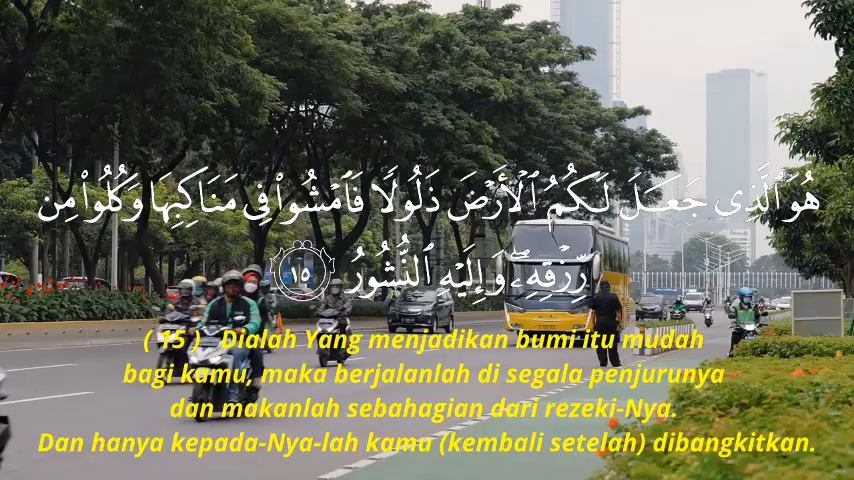 هُوَ ٱلَّذِى جَعَلَ لَكُمُ ٱلْأَرْضَ ذَلُولًا فَٱمْشُوا۟ فِى مَنَاكِبِهَا وَكُلُوا۟ مِن
رِّزْقِهِۦ ۖ وَإِلَيْهِ ٱلنُّشُورُ ١٥
( 15 ) Dialah Yang menjadikan bumi itu mudah
bagi kamu, maka berjalanlah di segala penjurunya
dan makanlah sebahagian dari rezeki-Nya.
Dan hanya kepada-Nya-lah kamu (kembali setelah) dibangkitkan.